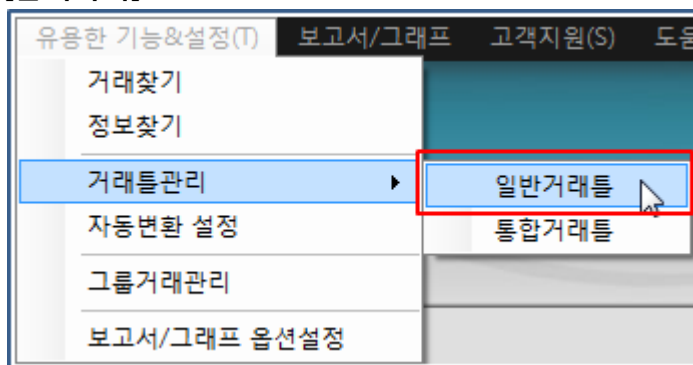 유용한 기능&설정(T) 보고서/그래프 고객지원(S)
거래찾기
정보찾기
거래틀관리 일반거래틀
자동변환 설정 통합거래틀
그룹거래관리
보고서/그래프 옵션설정